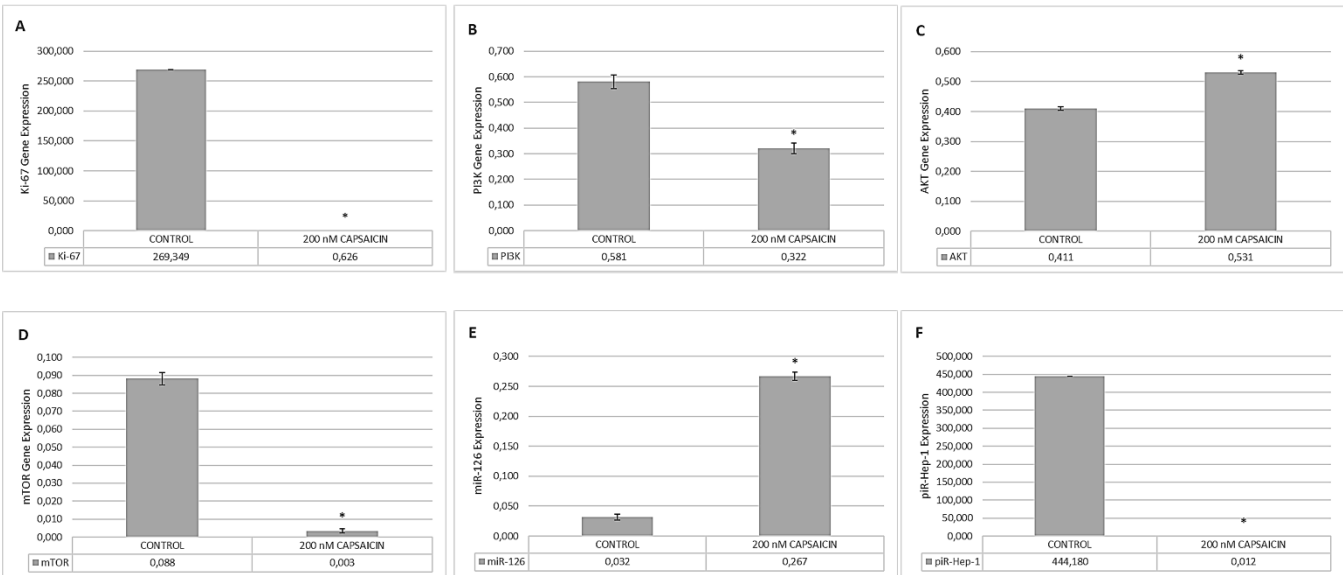 A
Ki-67 Gene Expression
300,000
250,000
200,000
150,000
100,000
50,000
0,000
*
CONTROL 200 nM CAPSAICIN
Ki-67 269,349 0,626
B
PI3K Gene Expression
0,700
0,600
0,500
0,400
0,300
0,200
0,100
0,000
*
CONTROL 200 nM CAPSAICIN
PI3K 0,581 0,322
C
AKT Gene Expression
0,600
0,500
0,400
0,300
0,200
0,100
0,000
*
CONTROL 200 nM CAPSAICIN
AKT 0,411 0,531
D
mTOR Gene Expression
0,100
0,090
0,080
0,070
0,060
0,050
0,040
0,030
0,020
0,010
0,000
*
CONTROL 200 nM CAPSAICIN
mTOR 0,088 0,003
E
miR-126 Expression
0,300
0,250
0,200
0,150
0,100
0,050
0,000
*
CONTROL 200 nM CAPSAICIN
miR-126 0,032 0,267
F
piR-Hep-1 Expression
500,000
450,000
400,000
350,000
300,000
250,000
200,000
150,000
100,000
50,000
0,000
*
CONTROL 200 nM CAPSAICIN
piR-Hep-1 444,180 0,012